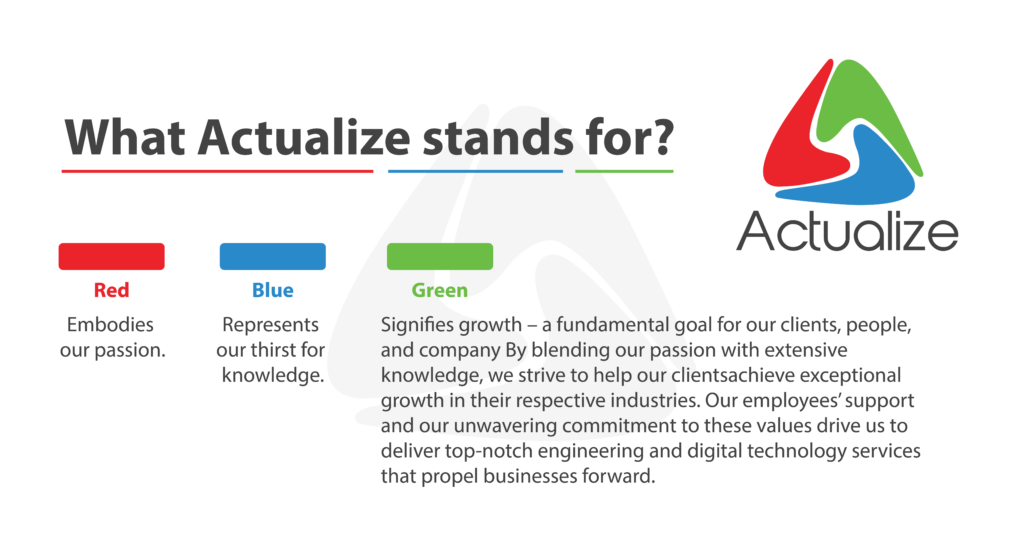 What Actualize stands for?
Actualize
Red
Embodies
our passion.
Blue
Represents
our thirst for
knowledge.
Green
Signifies growth – a fundamental goal for our clients, people,
and company By blending our passion with extensive
knowledge, we strive to help our clientsachieve exceptional
growth in their respective industries. Our employees’ support
and our unwavering commitment to these values drive us to
deliver top-notch engineering and digital technology services
that propel businesses forward.